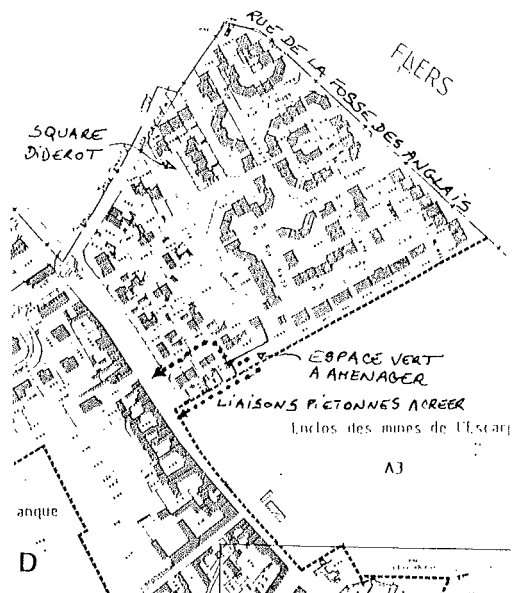 RUE DE LA FOSSE DES ANGLAIS
FLERS
SQUARE
DIDEROT
ESPACE VERT
A AMENAGER
LIAISONS PIETONNES A CREER
Enclos des mines de l'Escarp
A3
anque
D